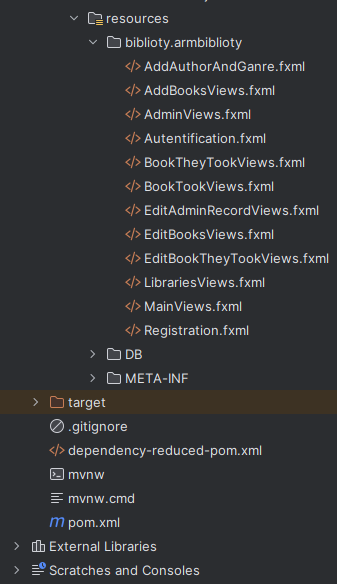 resources
biblioty.armbiblioty
AddAuthorAndGanre.fxml
AddBooksViews.fxml
AdminViews.fxml
Autentification.fxml
BookTheyTookViews.fxml
BookTookViews.fxml
EditAdminRecordViews.fxml
EditBooksViews.fxml
EditBookTheyTookViews.fxml
LibrariesViews.fxml
MainViews.fxml
Registration.fxml
DB
META-INF
target
.gitignore
dependency-reduced-pom.xml
mvnw
mvnw.cmd
pom.xml
External Libraries
Scratches and Consoles